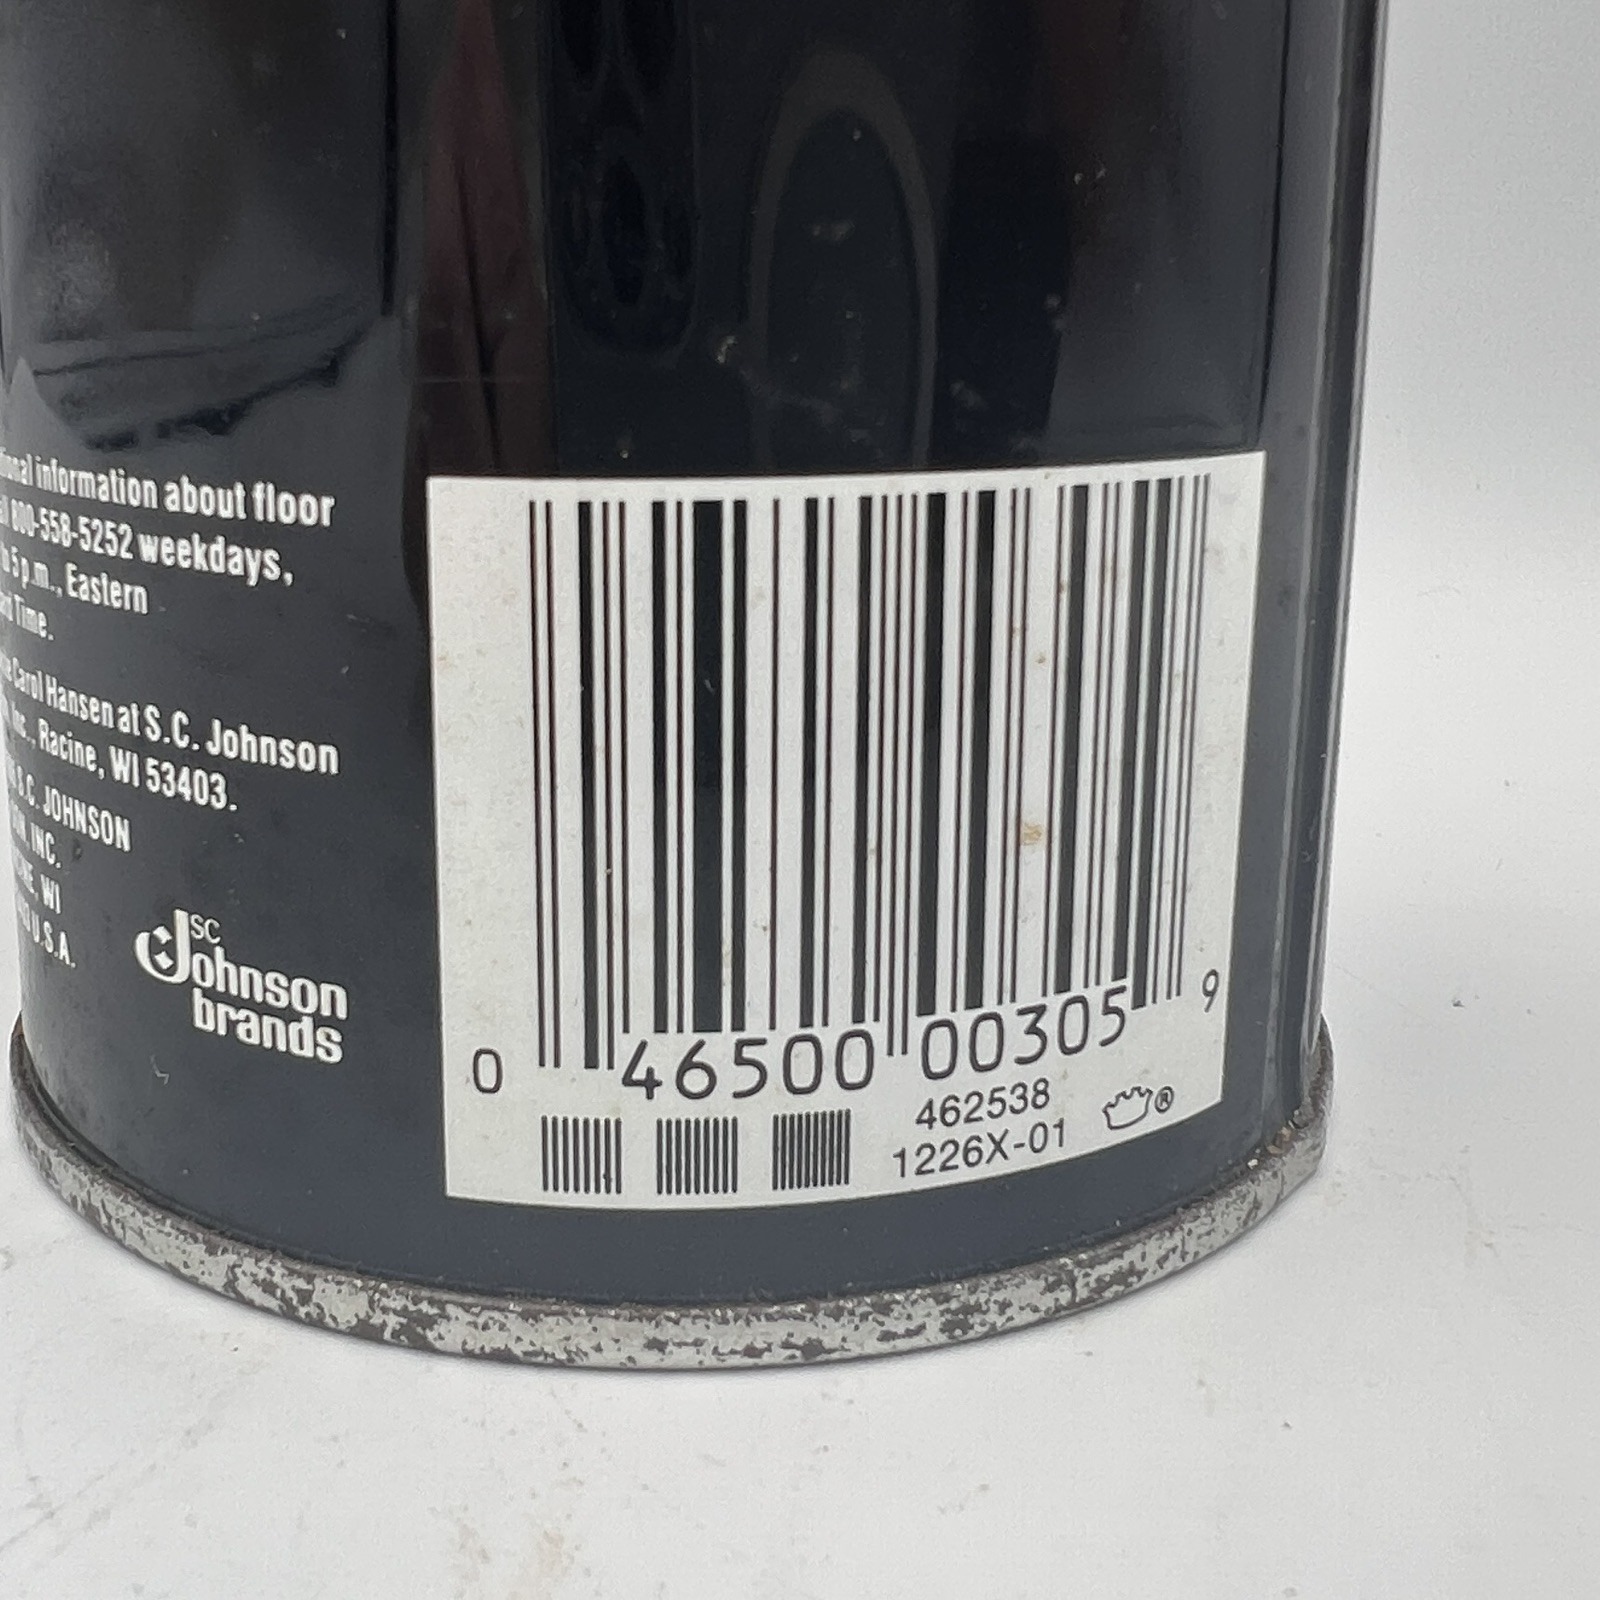 information about floor
800-558-5252 weekdays,
5 p.m., Eastern
Time.
Carol Hansen at S.C. Johnson
Inc., Racine, WI 53403.
S.C. JOHNSON
INC.
WI
U.S.A.
SC
Johnson
brands
0 46500 00305 9
462538
1226X-01 ®